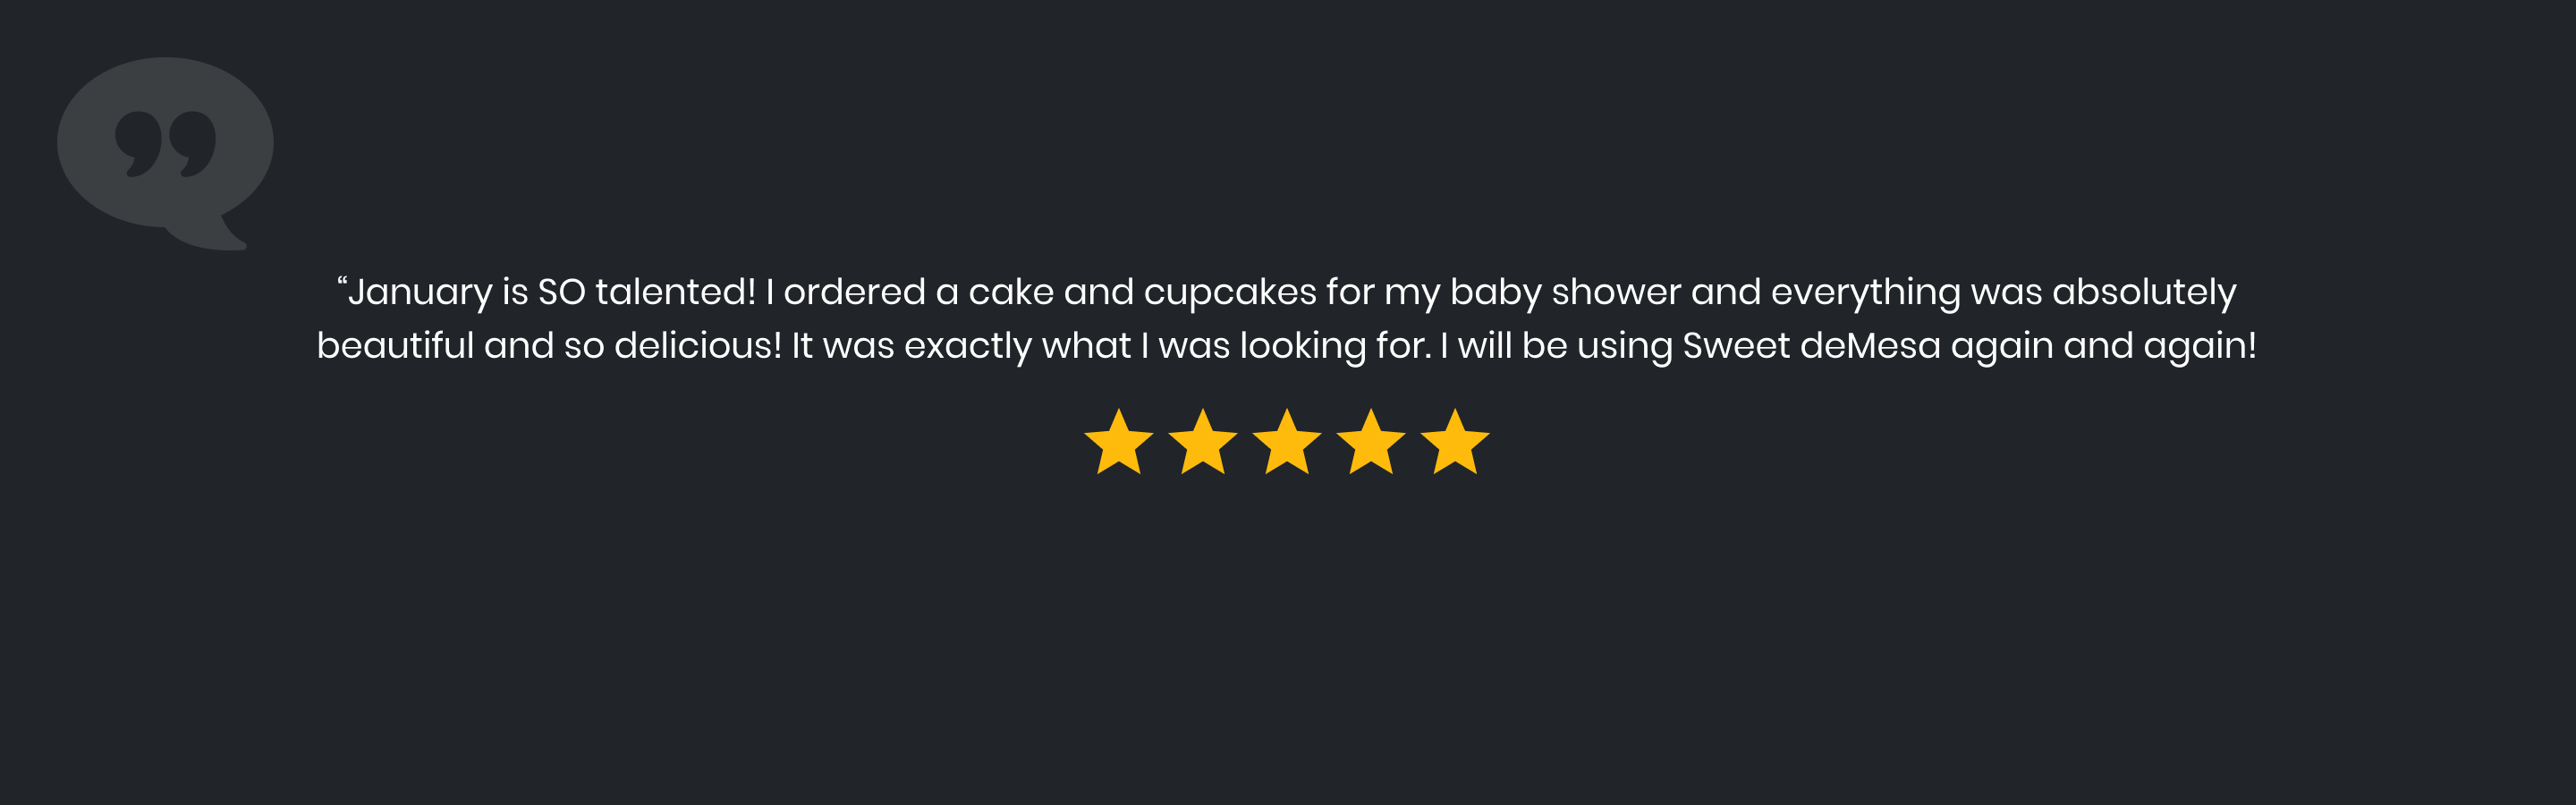 “January is SO talented! I ordered a cake and cupcakes for my baby shower and everything was absolutely
beautiful and so delicious! It was exactly what I was looking for. I will be using Sweet deMesa again and again!